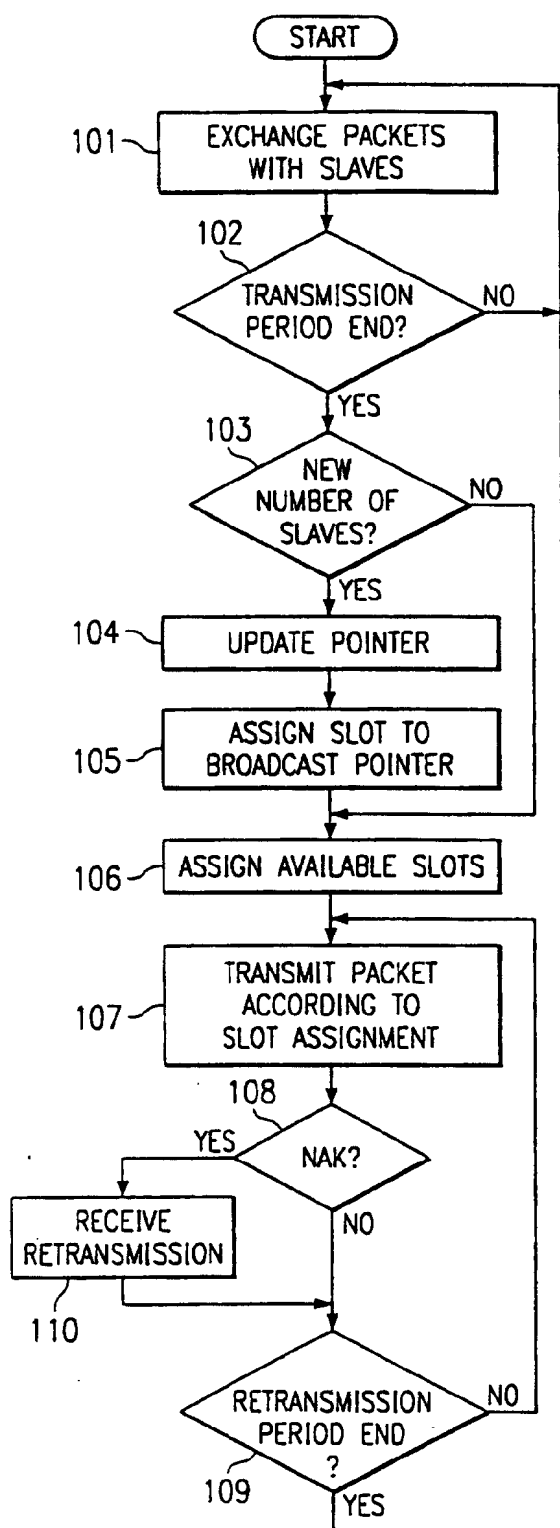 START
101
EXCHANGE PACKETS
WITH SLAVES
102
TRANSMISSION
PERIOD END?
NO
YES
103
NEW
NUMBER OF
SLAVES?
NO
YES
104
UPDATE POINTER
105
ASSIGN SLOT TO
BROADCAST POINTER
106
ASSIGN AVAILABLE SLOTS
107
TRANSMIT PACKET
ACCORDING TO
SLOT ASSIGNMENT
108
YES
NAK?
NO
RECEIVE
RETRANSMISSION
110
RETRANSMISSION
PERIOD END
?
NO
109
YES